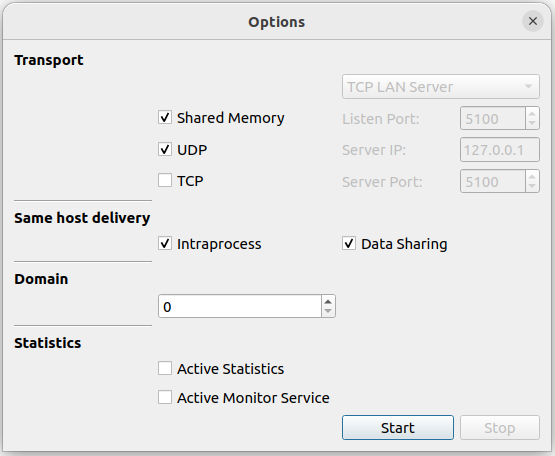 Options
Transport
TCP LAN Server
Shared Memory Listen Port: 5100
UDP Server IP: 127.0.0.1
TCP Server Port: 5100
Same host delivery
Intraprocess Data Sharing
Domain
0
Statistics
Active Statistics
Active Monitor Service
Start Stop